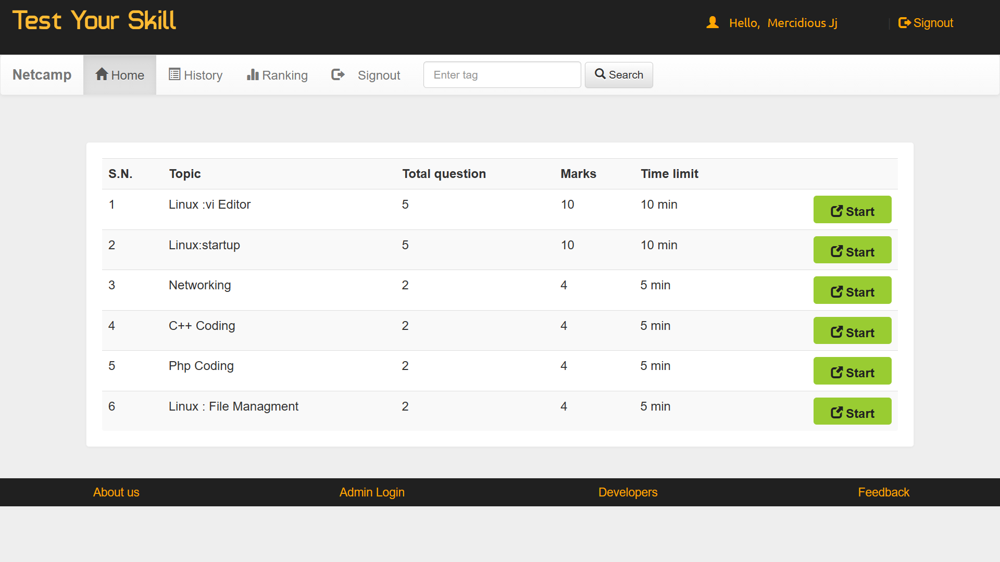 Test Your Skill
Hello, Mercidious Jj
| Signout
Netcamp Home History Ranking Signout Enter tag Search
S.N. Topic Total question Marks Time limit
1 Linux :vi Editor 5 10 10 min Start
2 Linux:startup 5 10 10 min Start
3 Networking 2 4 5 min Start
4 C++ Coding 2 4 5 min Start
5 Php Coding 2 4 5 min Start
6 Linux : File Managment 2 4 5 min Start
About us Admin Login Developers Feedback